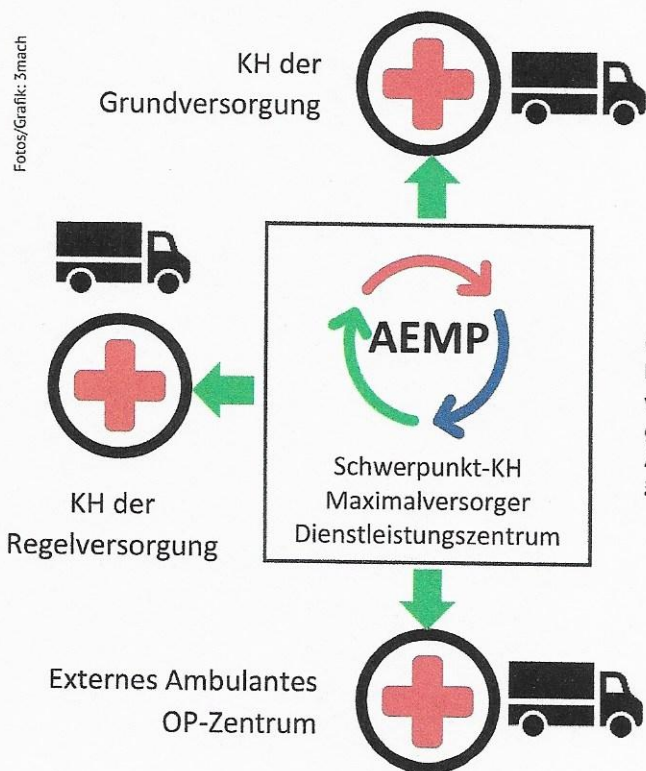 Fotos/Grafik: 3mach
KH der
Grundversorgung
AEMP
Schwerpunkt-KH
Maximalversorger
Dienstleistungszentrum
KH der
Regelversorgung
Externes Ambulantes
OP-Zentrum